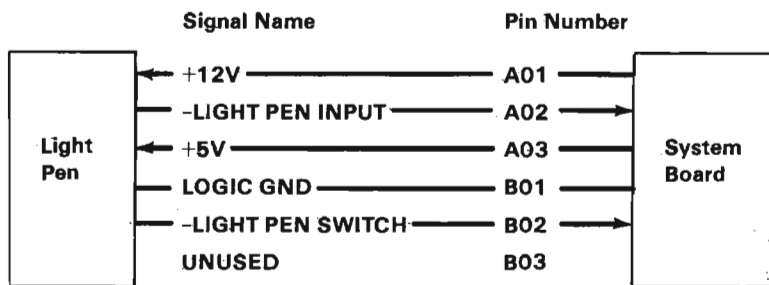 Signal Name Pin Number
+12V A01
-LIGHT PEN INPUT A02
Light Pen
+5V A03
System Board
LOGIC GND B01
-LIGHT PEN SWITCH B02
UNUSED B03